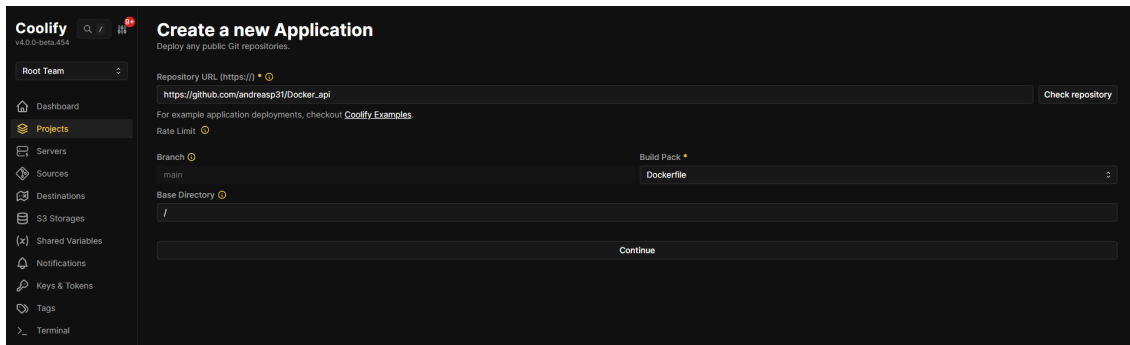 Coolify
v4.0.0-beta.454
/
9+
Root Team
Dashboard
Projects
Servers
Sources
Destinations
S3 Storages
Shared Variables
Notifications
Keys & Tokens
Tags
Terminal
Create a new Application
Deploy any public Git repositories.
Repository URL (https://) *
https://github.com/andreasp31/Docker_api
Check repository
For example application deployments, checkout Coolify Examples.
Rate Limit
Branch
main
Build Pack *
Dockerfile
Base Directory
/
Continue